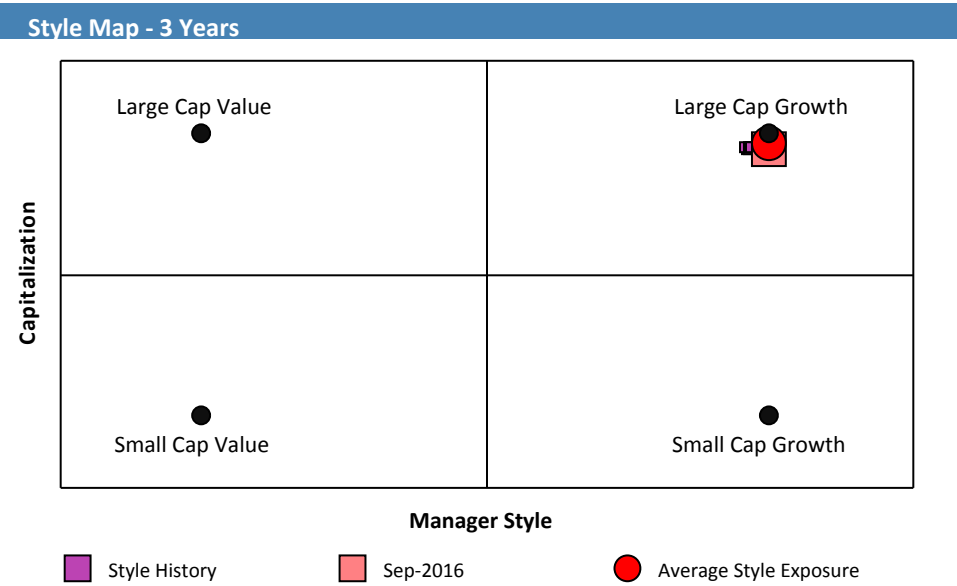 Style Map - 3 Years
Large Cap Value
Large Cap Growth
Capitalization
Small Cap Value
Small Cap Growth
Manager Style
Style History
Sep-2016
Average Style Exposure